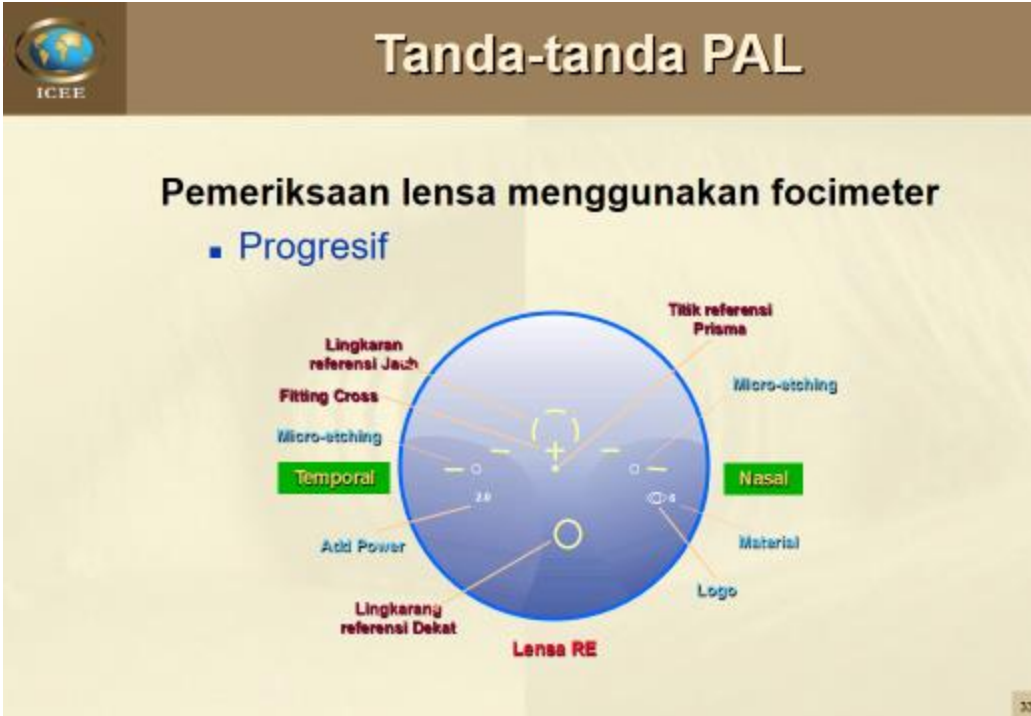 ICEE
Tanda-tanda PAL
Pemeriksaan lensa menggunakan focimeter
Progresif
Titik referensi
Prisma
Lingkaran
referensi Jauh
Micro-etching
Fitting Cross
Micro-etching
Temporal
Nasal
2.0
6
Add Power
Material
Logo
Lingkarang
referensi Dekat
Lensa RE